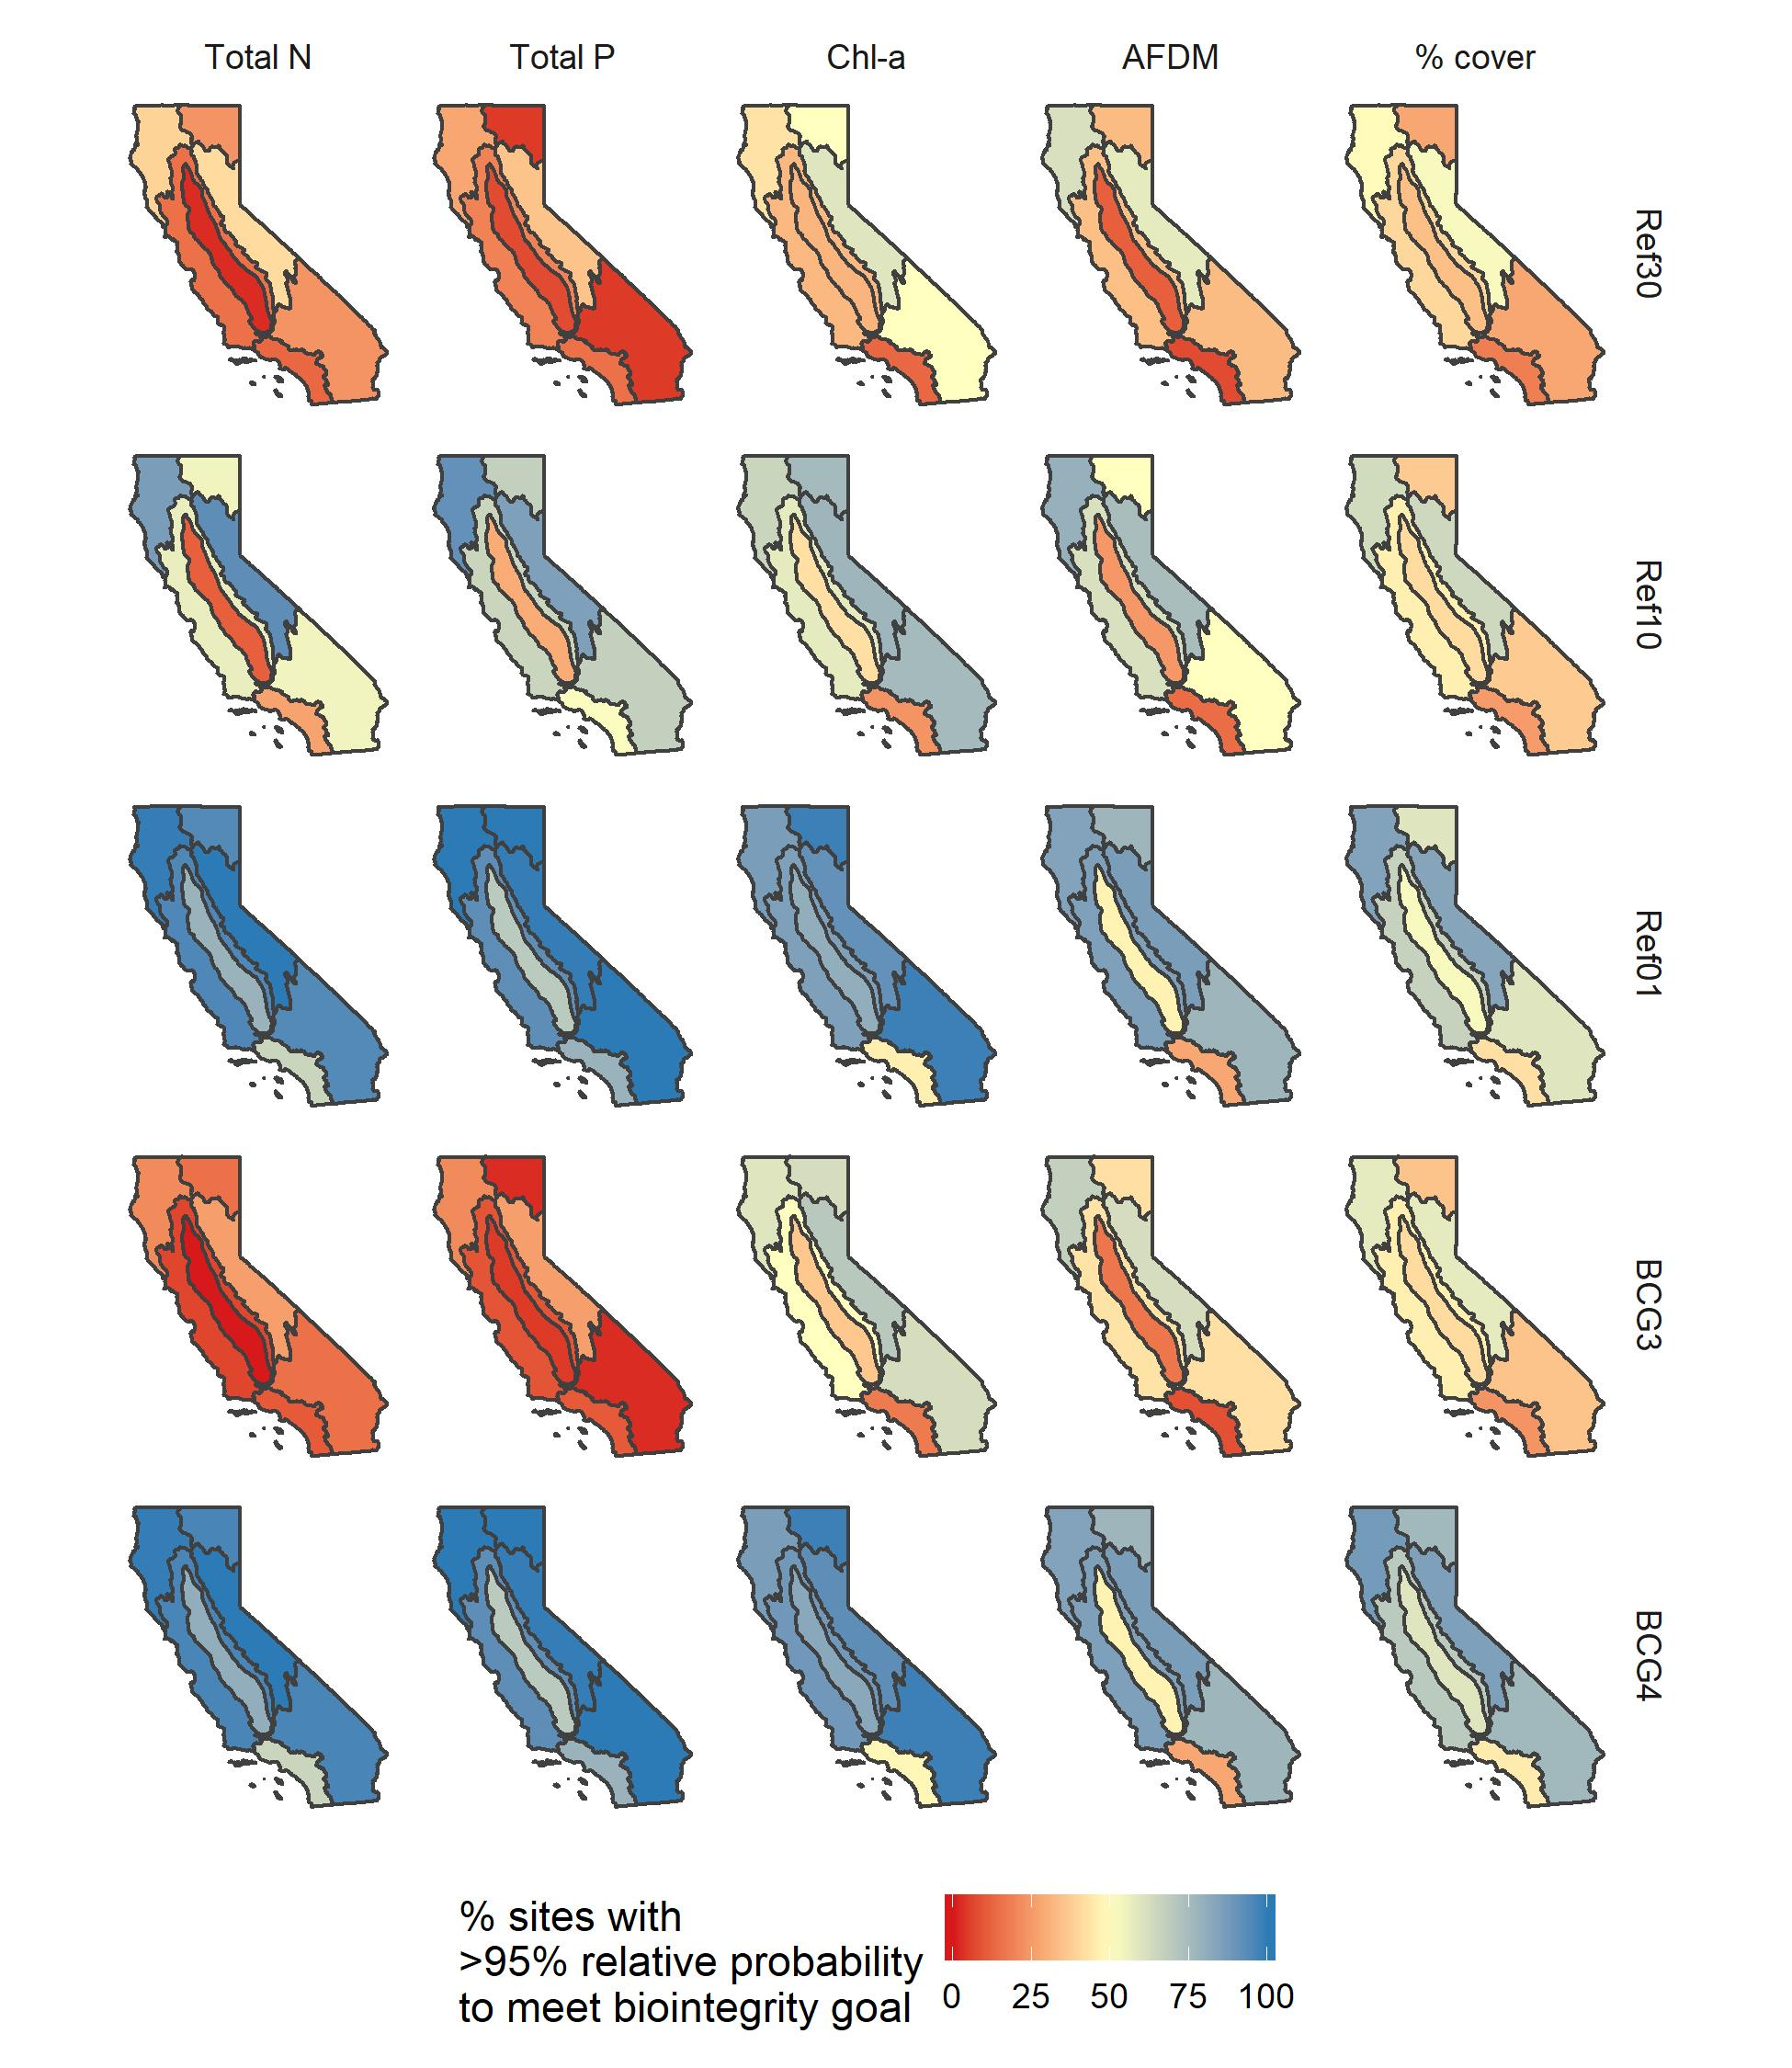 Total N
Total P
Chl-a
AFDM
% cover
Ref30
Ref10
Ref01
BCG3
BCG4
% sites with
>95% relative probability
to meet biointegrity goal
0 25 50 75 100